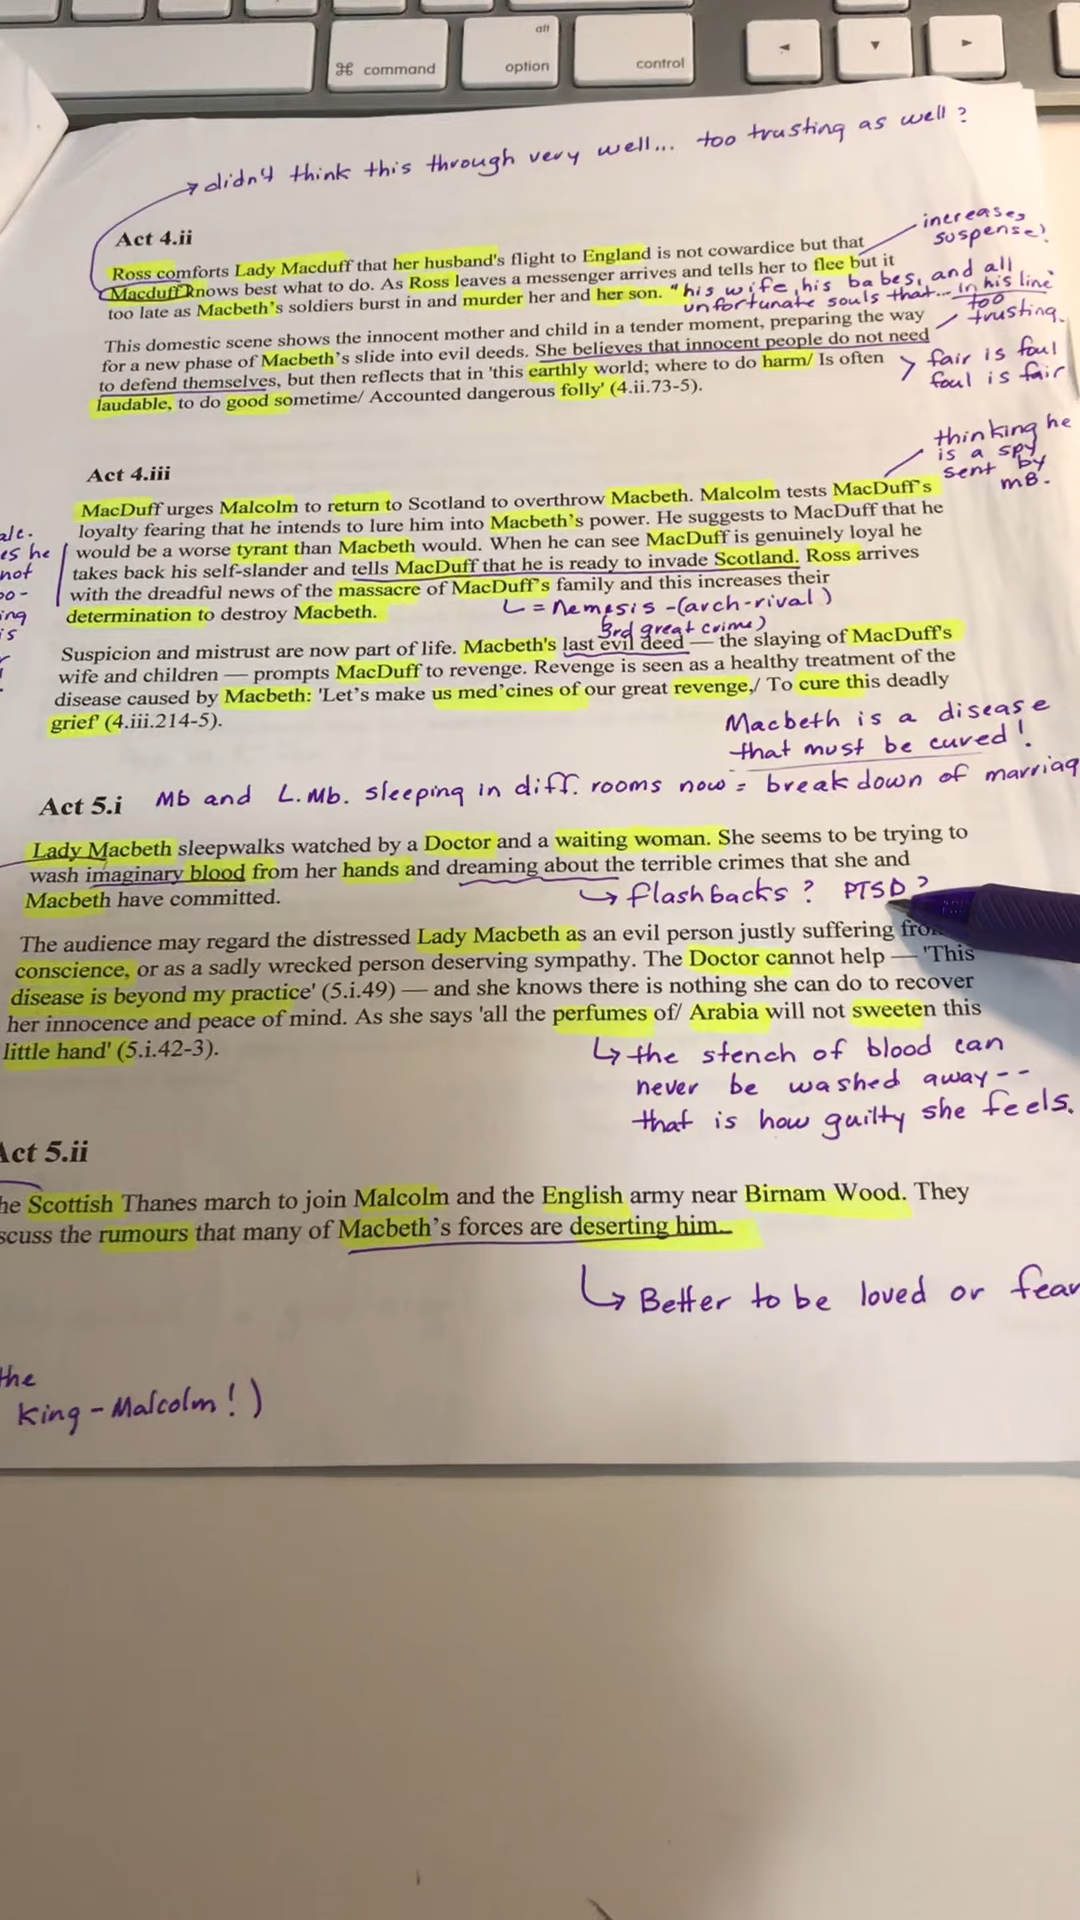 alt
⌘ command
option
control
◄
▼
►
→ didn't think this through very well... too trusting as well?
Act 4.ii
increases
suspense!
Ross comforts Lady Macduff that her husband's flight to England is not cowardice but that
Macduff knows best what to do. As Ross leaves a messenger arrives and tells her to flee but it
too late as Macbeth's soldiers burst in and murder her and her son.
"his wife, his babes, and all
unfortunate souls that... in his line"
This domestic scene shows the innocent mother and child in a tender moment, preparing the way
too
trusting.
for a new phase of Macbeth's slide into evil deeds. She believes that innocent people do not need
to defend themselves, but then reflects that in 'this earthly world; where to do harm/ Is often
fair is foul
foul is fair
laudable, to do good sometime/ Accounted dangerous folly' (4.ii.73-5).
thinking he
is a spy
sent by
mB.
Act 4.iii
MacDuff urges Malcolm to return to Scotland to overthrow Macbeth. Malcolm tests MacDuff's
loyalty fearing that he intends to lure him into Macbeth's power. He suggests to MacDuff that he
would be a worse tyrant than Macbeth would. When he can see MacDuff is genuinely loyal he
takes back his self-slander and tells MacDuff that he is ready to invade Scotland. Ross arrives
with the dreadful news of the massacre of MacDuff's family and this increases their
determination to destroy Macbeth.
he
not
is
= nemesis - (arch-rival)
3rd great crime)
Suspicion and mistrust are now part of life. Macbeth's last evil deed — the slaying of MacDuff's
wife and children — prompts MacDuff to revenge. Revenge is seen as a healthy treatment of the
disease caused by Macbeth: 'Let's make us med'cines of our great revenge,/ To cure this deadly
grief' (4.iii.214-5).
Macbeth is a disease
that must be cured!
Act 5.i
Mb and L.Mb. sleeping in diff. rooms now = breakdown of marriag
Lady Macbeth sleepwalks watched by a Doctor and a waiting woman. She seems to be trying to
wash imaginary blood from her hands and dreaming about the terrible crimes that she and
Macbeth have committed.
→ flashbacks? PTSD?
The audience may regard the distressed Lady Macbeth as an evil person justly suffering from
conscience, or as a sadly wrecked person deserving sympathy. The Doctor cannot help — 'This
disease is beyond my practice' (5.i.49) — and she knows there is nothing she can do to recover
her innocence and peace of mind. As she says 'all the perfumes of/ Arabia will not sweeten this
little hand' (5.i.42-3).
→ the stench of blood can
never be washed away--
that is how guilty she feels.
Act 5.ii
he Scottish Thanes march to join Malcolm and the English army near Birnam Wood. They
scuss the rumours that many of Macbeth's forces are deserting him.
→ Better to be loved or fear
the
king - Malcolm!)